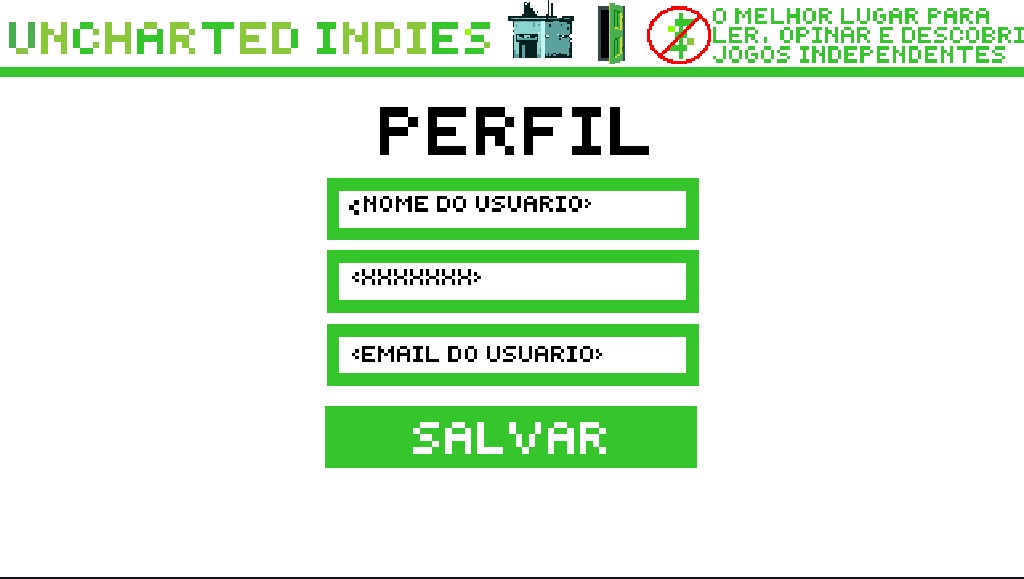 UNCHARTED INDIES
O MELHOR LUGAR PARA
LER, OPINAR E DESCOBRI
JOGOS INDEPENDENTES
PERFIL
<NOME DO USUARIO>
<XXXXXXX>
<EMAIL DO USUARIO>
SALVAR